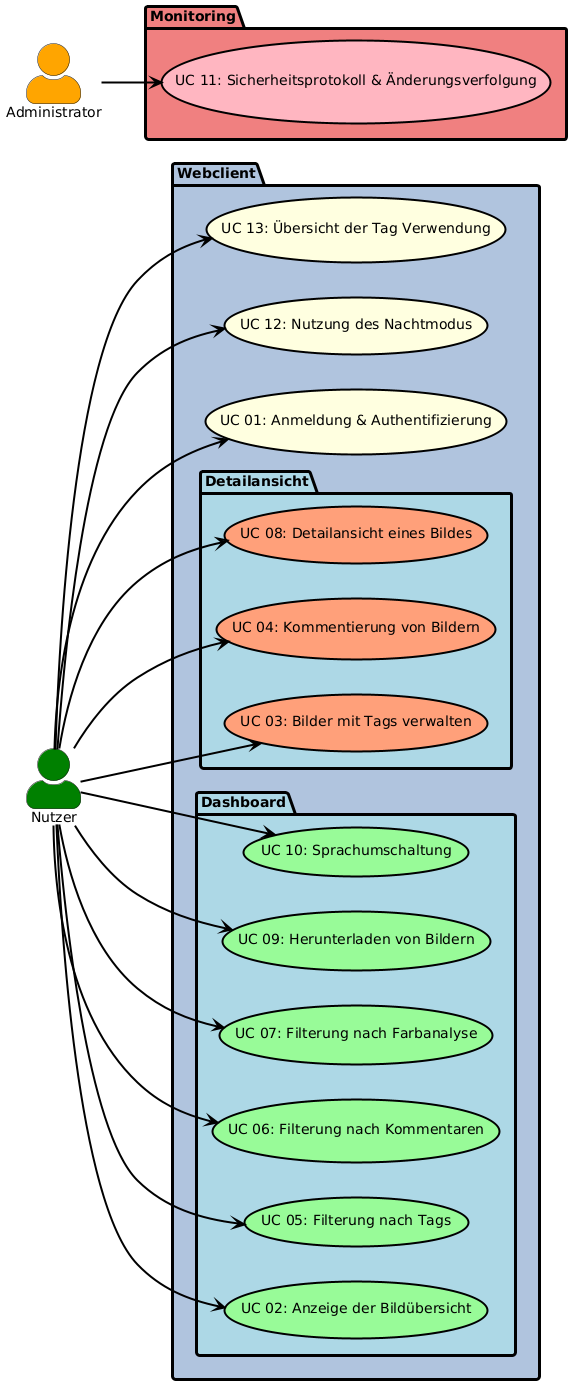 Monitoring
UC 11: Sicherheitsprotokoll & Änderungsverfolgung
Administrator
Webclient
UC 13: Übersicht der Tag Verwendung
UC 12: Nutzung des Nachtmodus
UC 01: Anmeldung & Authentifizierung
Detailansicht
UC 08: Detailansicht eines Bildes
UC 04: Kommentierung von Bildern
UC 03: Bilder mit Tags verwalten
Nutzer
Dashboard
UC 10: Sprachumschaltung
UC 09: Herunterladen von Bildern
UC 07: Filterung nach Farbanalyse
UC 06: Filterung nach Kommentaren
UC 05: Filterung nach Tags
UC 02: Anzeige der Bildübersicht